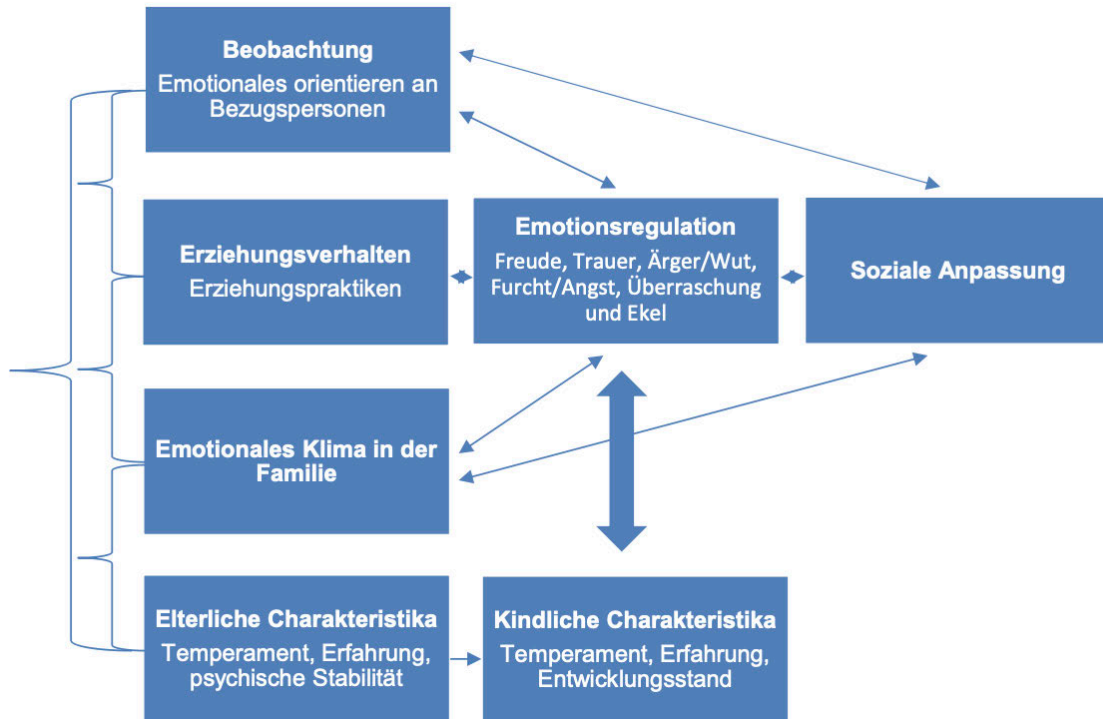 Beobachtung
Emotionales orientieren an
Bezugspersonen
Erziehungsverhalten
Erziehungspraktiken
Emotionsregulation
Freude, Trauer, Ärger/Wut,
Furcht/Angst, Überraschung
und Ekel
Soziale Anpassung
Emotionales Klima in der
Familie
Elterliche Charakteristika
Temperament, Erfahrung,
psychische Stabilität
Kindliche Charakteristika
Temperament, Erfahrung,
Entwicklungsstand